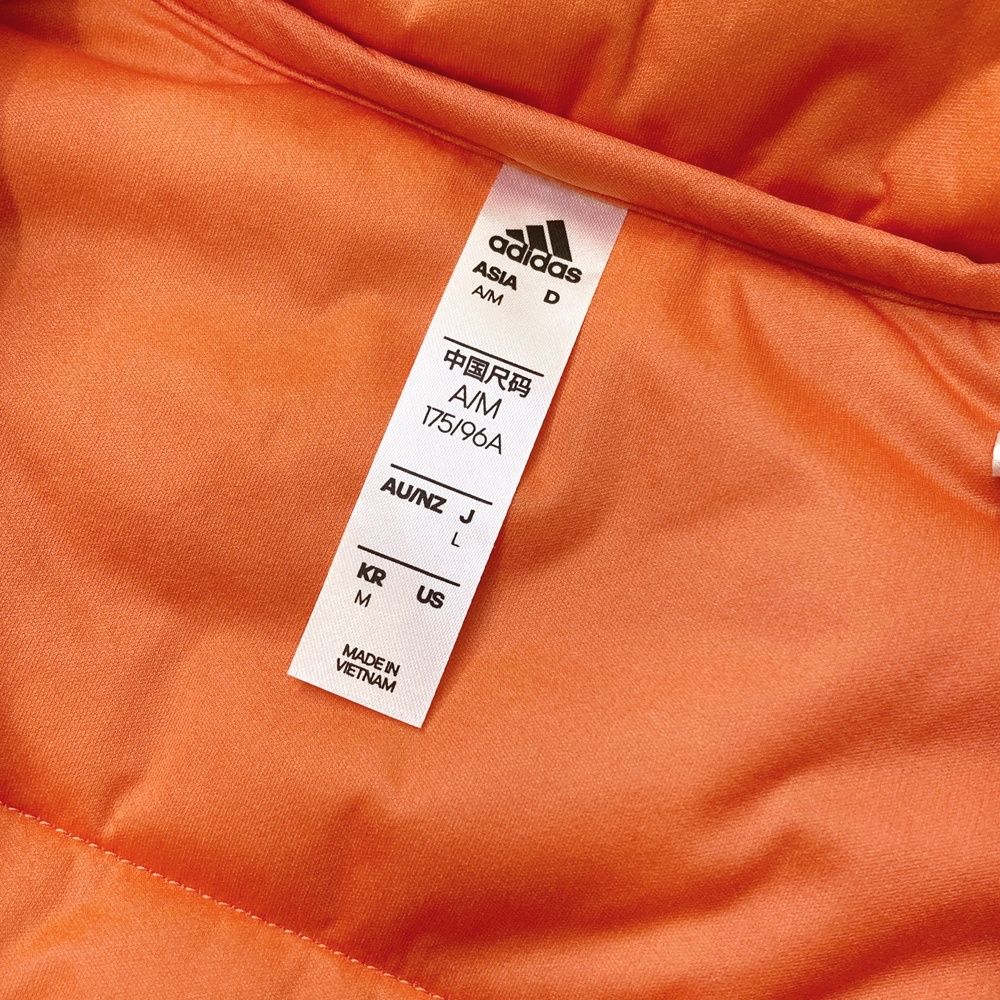 adidas
ASIA D
A/M
中国尺码
A/M
175/96A
AU/NZ J
L
KR US
M
MADE IN
VIETNAM